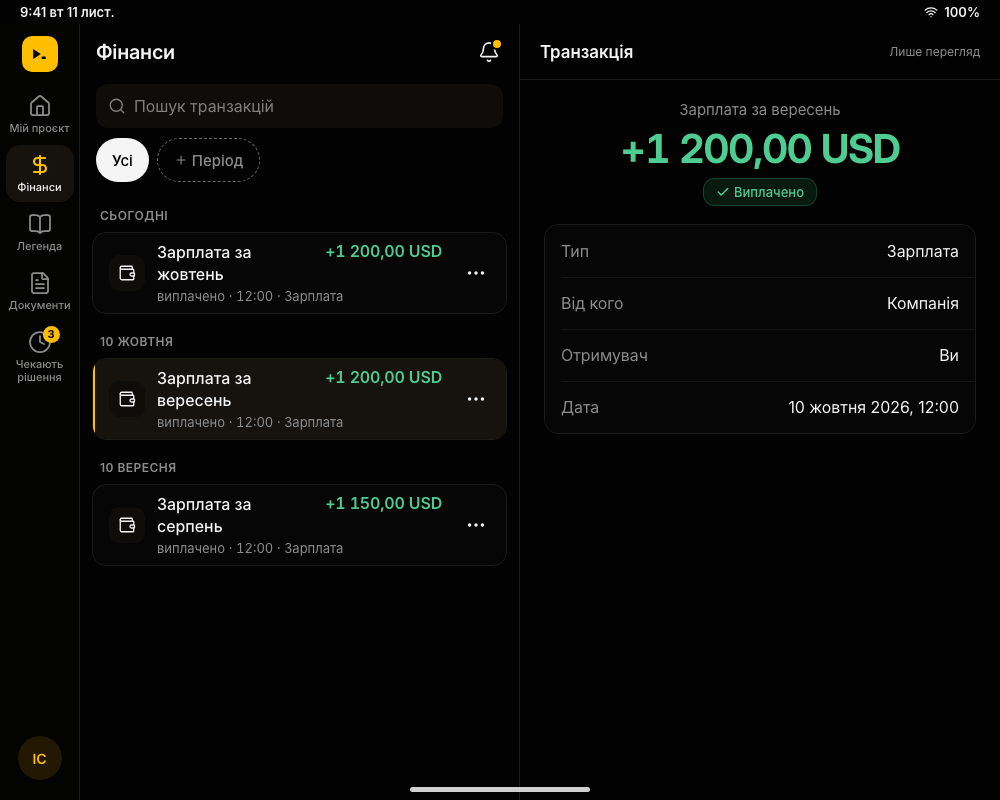 9:41 вт 11 лист.
100%
Мій проєкт
Фінанси
Легенда
Документи
3
Чекають
рішення
ІС
Фінанси
Пошук транзакцій
Усі
+ Період
СЬОГОДНІ
Зарплата за
жовтень
+1 200,00 USD
виплачено · 12:00 · Зарплата
10 ЖОВТНЯ
Зарплата за
вересень
+1 200,00 USD
виплачено · 12:00 · Зарплата
10 ВЕРЕСНЯ
Зарплата за
серпень
+1 150,00 USD
виплачено · 12:00 · Зарплата
Транзакція
Лише перегляд
Зарплата за вересень
+1 200,00 USD
Виплачено
Тип Зарплата
Від кого Компанія
Отримувач Ви
Дата 10 жовтня 2026, 12:00